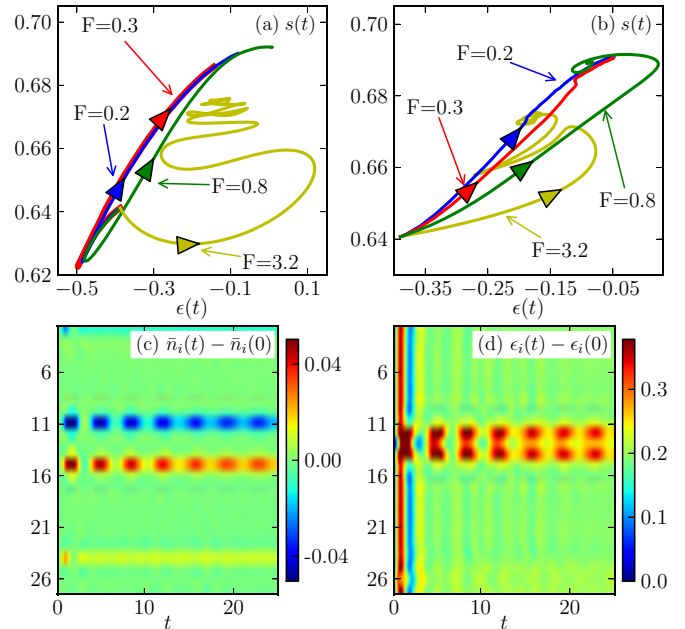 (a) s(t)
0.70
0.68
0.66
0.64
0.62
F=0.3
F=0.2
F=0.8
F=3.2
−0.5 −0.3 −0.1 0.1
ϵ(t)
(b) s(t)
0.70
0.68
0.66
0.64
F=0.2
F=0.3
F=0.8
F=3.2
−0.35 −0.25 −0.15 −0.05
ϵ(t)
(c) n̄ᵢ(t) − n̄ᵢ(0)
6
11
16
21
26
0 10 20
t
0.04
0.00
-0.04
(d) ϵᵢ(t) − ϵᵢ(0)
6
11
16
21
26
0 10 20
t
0.3
0.2
0.1
0.0